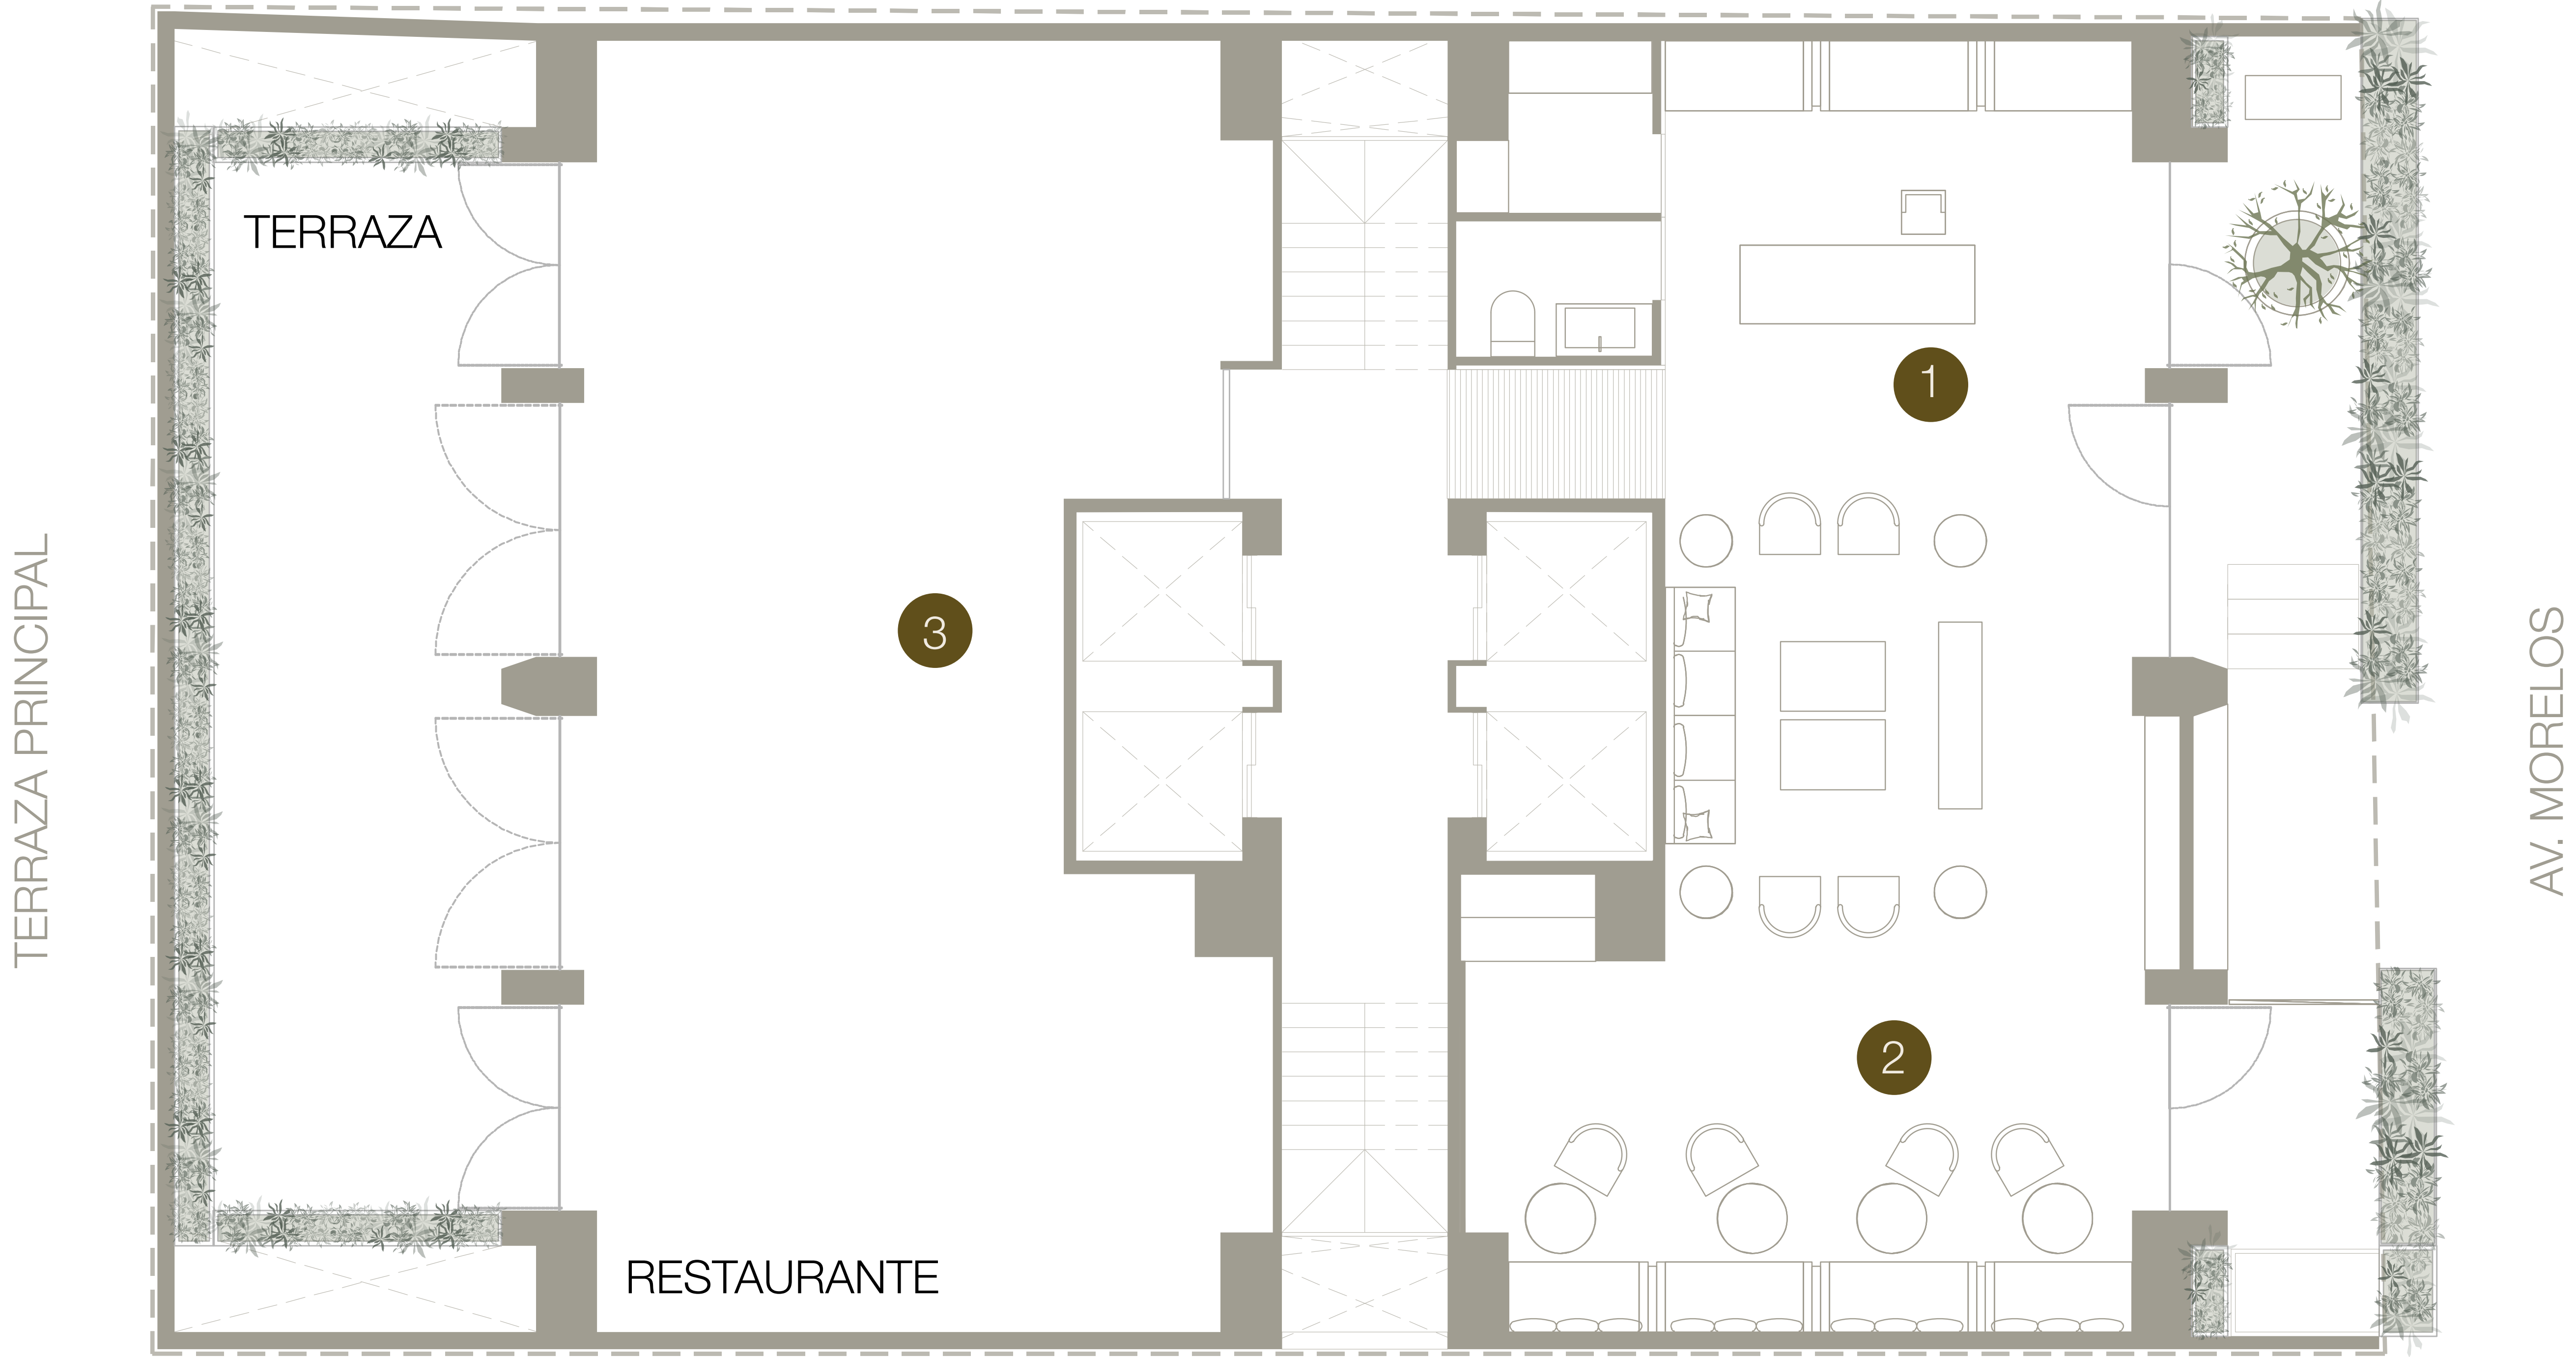 TERRAZA
1
TERRAZA PRINCIPAL
3
AV. MORELOS
2
RESTAURANTE